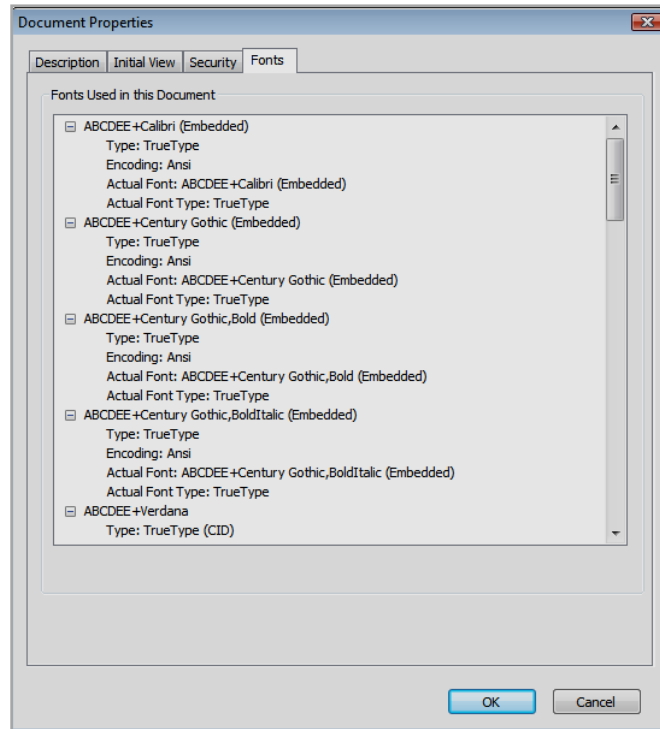 Document Properties
Description Initial View Security Fonts
Fonts Used in this Document
ABCDEE+Calibri (Embedded)
Type: TrueType
Encoding: Ansi
Actual Font: ABCDEE+Calibri (Embedded)
Actual Font Type: TrueType
ABCDEE+Century Gothic (Embedded)
Type: TrueType
Encoding: Ansi
Actual Font: ABCDEE+Century Gothic (Embedded)
Actual Font Type: TrueType
ABCDEE+Century Gothic,Bold (Embedded)
Type: TrueType
Encoding: Ansi
Actual Font: ABCDEE+Century Gothic,Bold (Embedded)
Actual Font Type: TrueType
ABCDEE+Century Gothic,BoldItalic (Embedded)
Type: TrueType
Encoding: Ansi
Actual Font: ABCDEE+Century Gothic,BoldItalic (Embedded)
Actual Font Type: TrueType
ABCDEE+Verdana
Type: TrueType (CID)
OK Cancel